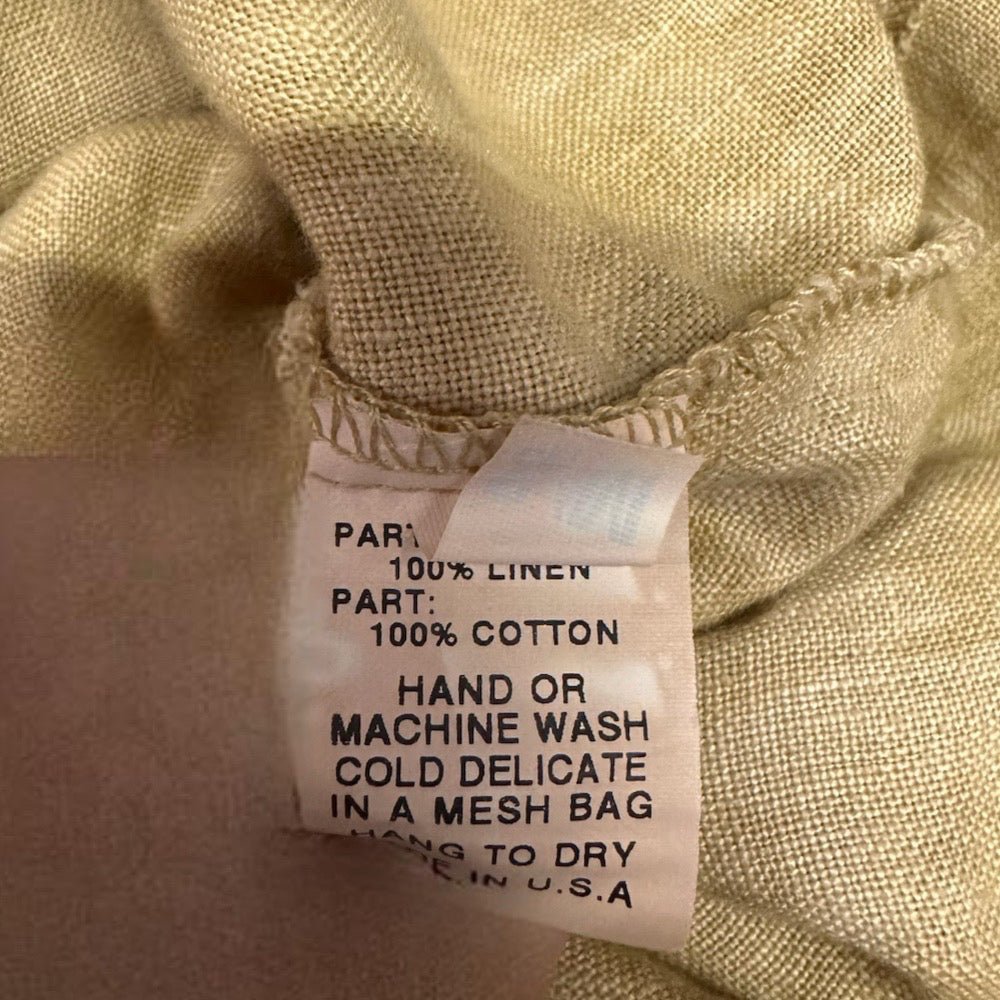 PART
100% LINEN
PART:
100% COTTON
HAND OR
MACHINE WASH
COLD DELICATE
IN A MESH BAG
HANG TO DRY
IN U.S.A